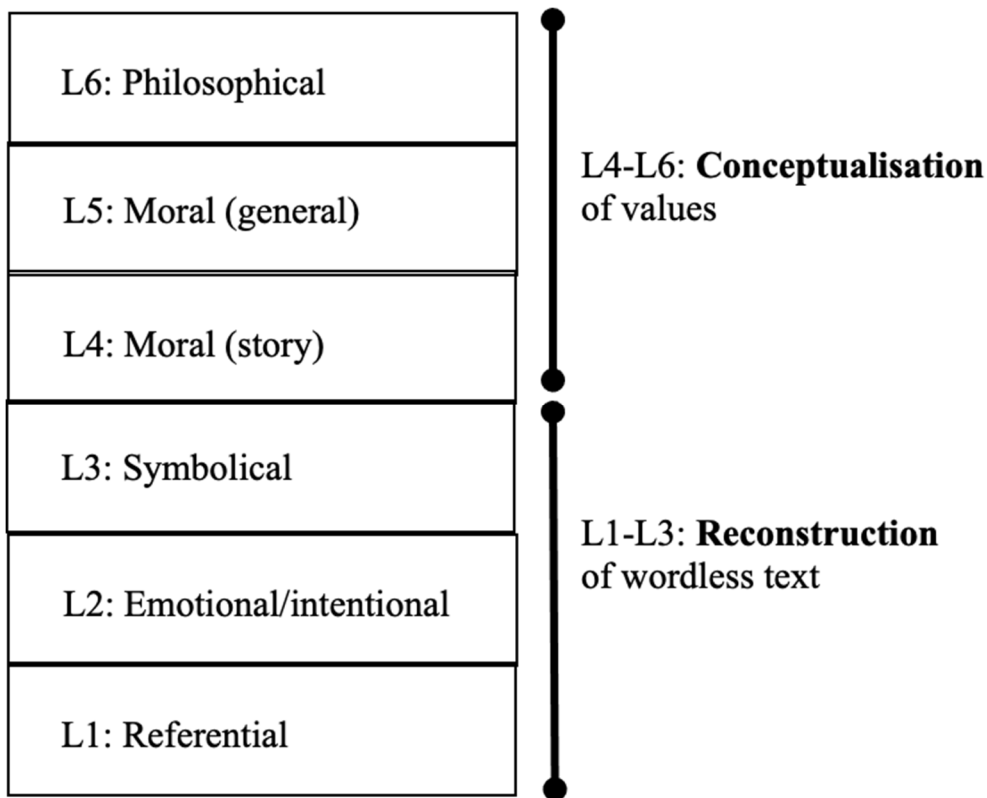 L6: Philosophical
L5: Moral (general)
L4: Moral (story)
L3: Symbolical
L2: Emotional/intentional
L1: Referential
L4-L6: Conceptualisation
of values
L1-L3: Reconstruction
of wordless text